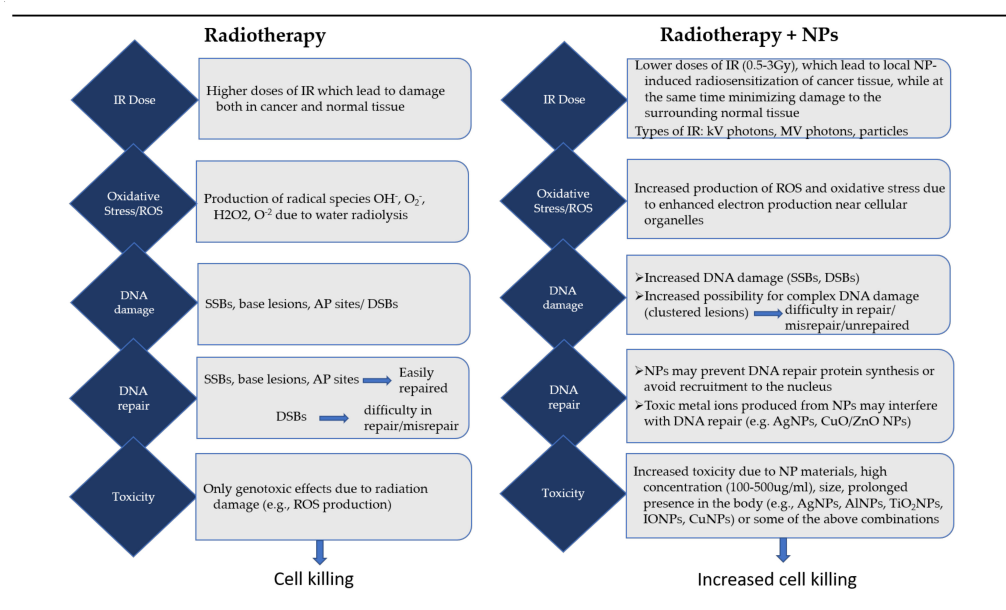 Radiotherapy
IR Dose
Higher doses of IR which lead to damage
both in cancer and normal tissue
Oxidative
Stress/ROS
Production of radical species OH⁻, O₂⁻,
H2O2, O⁻² due to water radiolysis
DNA
damage
SSBs, base lesions, AP sites/ DSBs
DNA
repair
SSBs, base lesions, AP sites → Easily
repaired
DSBs → difficulty in
repair/misrepair
Toxicity
Only genotoxic effects due to radiation
damage (e.g., ROS production)
Cell killing
Radiotherapy + NPs
IR Dose
Lower doses of IR (0.5-3Gy), which lead to local NP-
induced radiosensitization of cancer tissue, while at
the same time minimizing damage to the
surrounding normal tissue
Types of IR: kV photons, MV photons, particles
Oxidative
Stress/ROS
Increased production of ROS and oxidative stress due
to enhanced electron production near cellular
organelles
DNA
damage
➢Increased DNA damage (SSBs, DSBs)
➢Increased possibility for complex DNA damage
(clustered lesions) → difficulty in repair/
misrepair/unrepaired
DNA
repair
➢NPs may prevent DNA repair protein synthesis or
avoid recruitment to the nucleus
➢Toxic metal ions produced from NPs may interfere
with DNA repair (e.g. AgNPs, CuO/ZnO NPs)
Toxicity
Increased toxicity due to NP materials, high
concentration (100-500ug/ml), size, prolonged
presence in the body (e.g., AgNPs, AlNPs, TiO₂NPs,
IONPs, CuNPs) or some of the above combinations
Increased cell killing